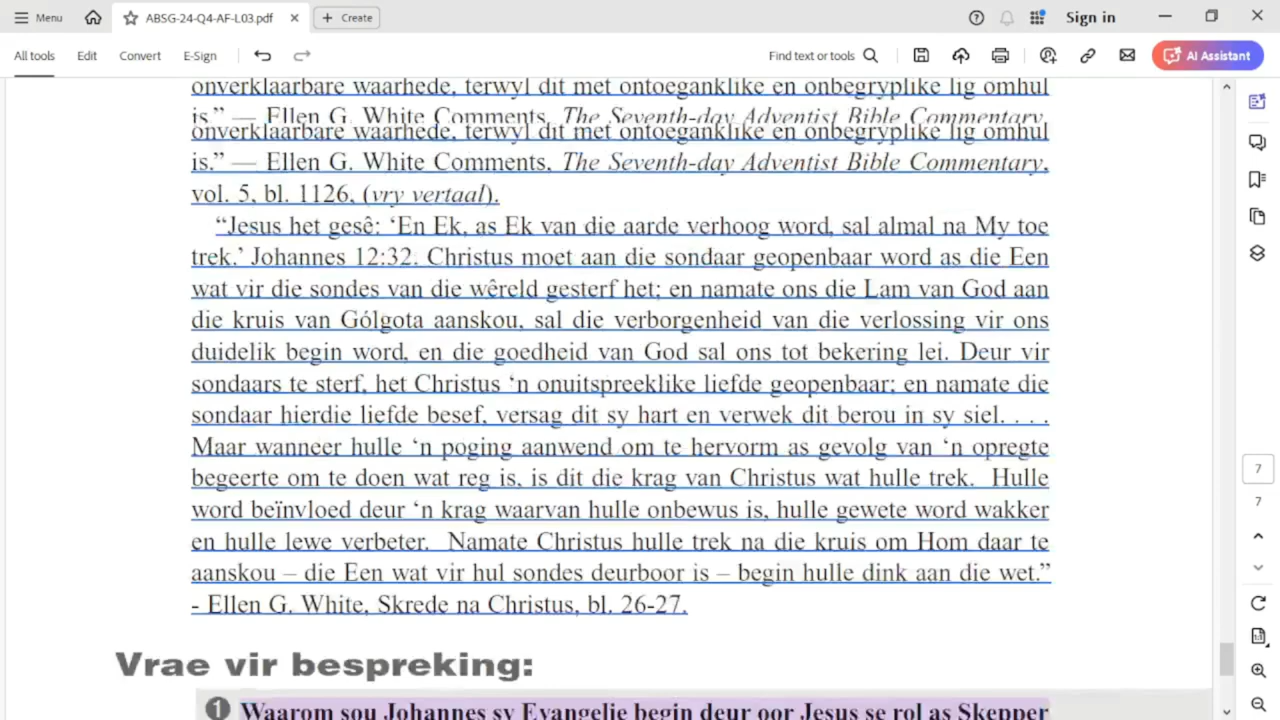 Menu
ABSG-24-Q4-AF-L03.pdf
Create
Sign in
All tools
Edit
Convert
E-Sign
Find text or tools
AI Assistant
onverklaarbare waarhede, terwyl dit met ontoeganklike en onbegryplike lig omhul
is.” — Ellen G. White Comments, The Seventh-day Adventist Bible Commentary,
onverklaarbare waarhede, terwyl dit met ontoeganklike en onbegryplike lig omhul
is.” — Ellen G. White Comments, The Seventh-day Adventist Bible Commentary,
vol. 5, bl. 1126, (vry vertaal).
“Jesus het gesê: ‘En Ek, as Ek van die aarde verhoog word, sal almal na My toe
trek.’ Johannes 12:32. Christus moet aan die sondaar geopenbaar word as die Een
wat vir die sondes van die wêreld gesterf het; en namate ons die Lam van God aan
die kruis van Gólgota aanskou, sal die verborgenheid van die verlossing vir ons
duidelik begin word, en die goedheid van God sal ons tot bekering lei. Deur vir
sondaars te sterf, het Christus ‘n onuitspreeklike liefde geopenbaar; en namate die
sondaar hierdie liefde besef, versag dit sy hart en verwek dit berou in sy siel. . . .
Maar wanneer hulle ‘n poging aanwend om te hervorm as gevolg van ‘n opregte
begeerte om te doen wat reg is, is dit die krag van Christus wat hulle trek. Hulle
word beïnvloed deur ‘n krag waarvan hulle onbewus is, hulle gewete word wakker
en hulle lewe verbeter. Namate Christus hulle trek na die kruis om Hom daar te
aanskou – die Een wat vir hul sondes deurboor is – begin hulle dink aan die wet.”
- Ellen G. White, Skrede na Christus, bl. 26-27.
Vrae vir bespreking:
1 Waarom sou Johannes sy Evangelie begin deur oor Jesus se rol as Skepper
7
7